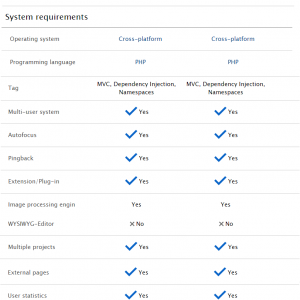 System requirements
Operating system Cross-platform Cross-platform
Programming language PHP PHP
Tag MVC, Dependency Injection, Namespaces MVC, Dependency Injection, Namespaces
Multi-user system Yes Yes
Autofocus Yes Yes
Pingback Yes Yes
Extension/Plug-in Yes Yes
Image processing engin Yes Yes
WYSIWYG-Editor No No
Multiple projects Yes Yes
External pages Yes Yes
User statistics Yes Yes